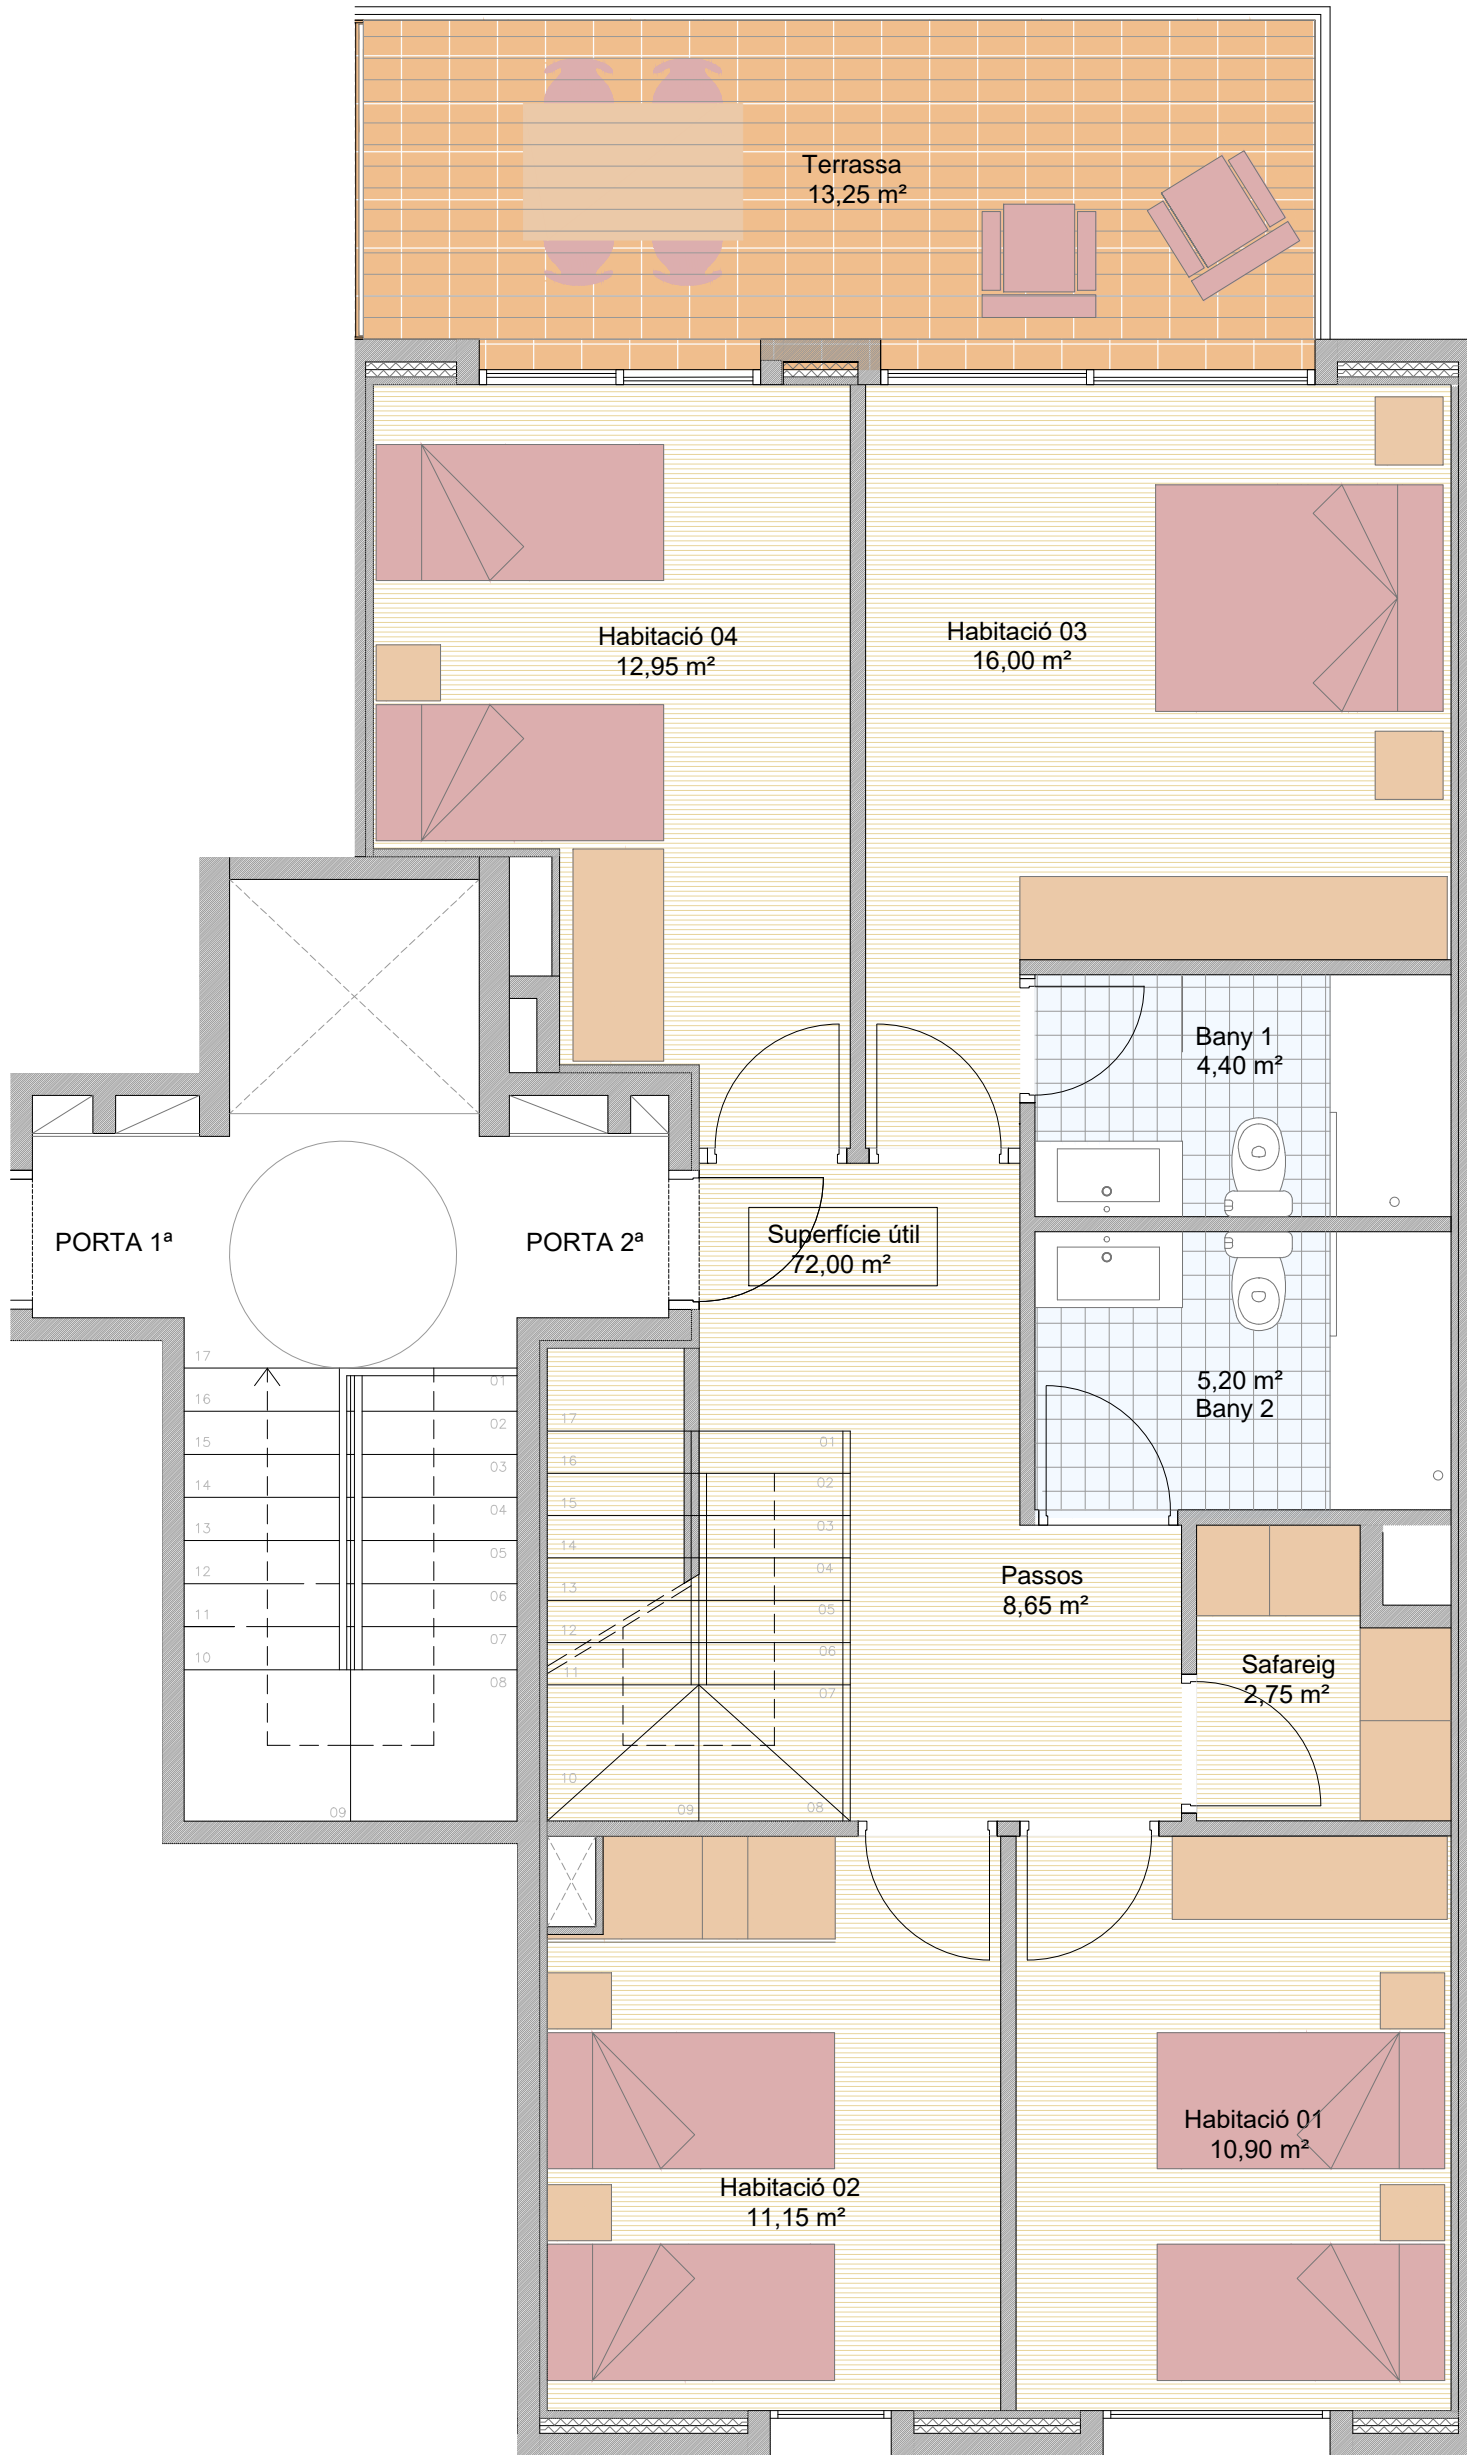 Terrassa
13,25 m²
Habitació 04
12,95 m²
Habitació 03
16,00 m²
Bany 1
4,40 m²
PORTA 1ª
PORTA 2ª
Superfície útil
72,00 m²
5,20 m²
Bany 2
17
16
15
14
13
12
11
10
09
01
02
03
04
05
06
07
08
17
16
15
14
13
12
11
10
09
08
01
02
03
04
05
06
07
Passos
8,65 m²
Safareig
2,75 m²
Habitació 01
10,90 m²
Habitació 02
11,15 m²